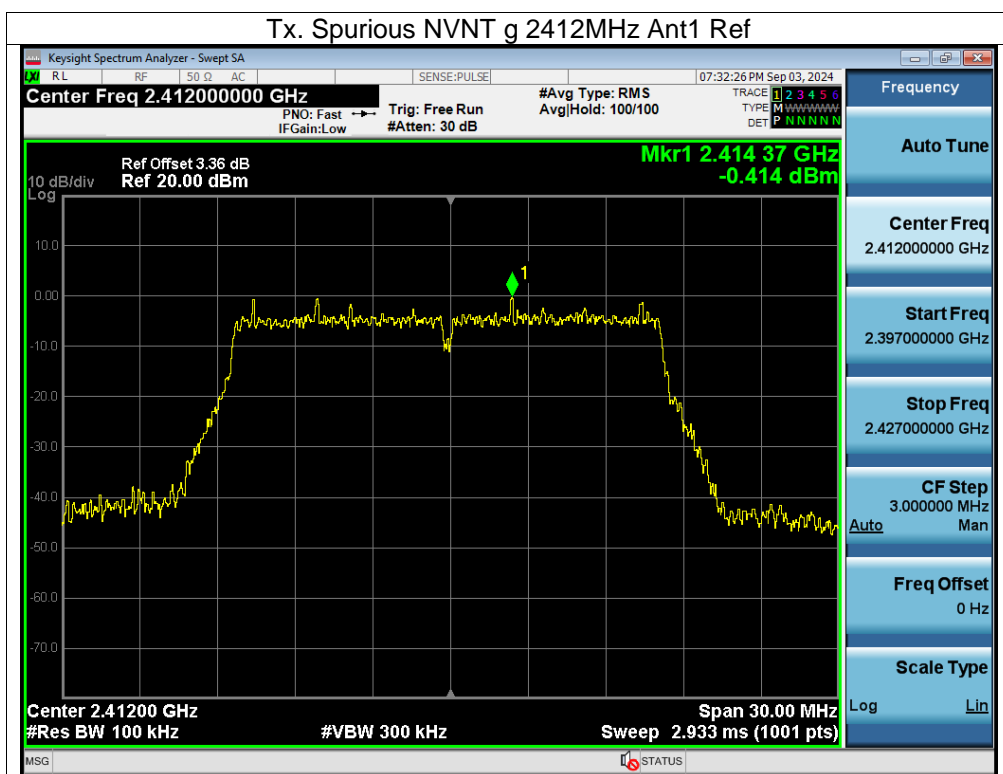 Tx. Spurious NVNT g 2412MHz Ant1 Ref
Keysight Spectrum Analyzer - Swept SA
LXI RL RF 50 Ω AC SENSE:PULSE 07:32:26 PM Sep 03, 2024
Center Freq 2.412000000 GHz
PNO: Fast
IFGain:Low
Trig: Free Run
#Atten: 30 dB
#Avg Type: RMS
Avg|Hold: 100/100
TRACE 1 2 3 4 5 6
TYPE M WWWWW
DET P N N N N N
Mkr1 2.414 37 GHz
-0.414 dBm
Ref Offset 3.36 dB
Ref 20.00 dBm
10 dB/div
Log
1
10.0
0.00
-10.0
-20.0
-30.0
-40.0
-50.0
-60.0
-70.0
Center 2.41200 GHz
Span 30.00 MHz
#Res BW 100 kHz
#VBW 300 kHz
Sweep 2.933 ms (1001 pts)
MSG
STATUS
Frequency
Auto Tune
Center Freq
2.412000000 GHz
Start Freq
2.397000000 GHz
Stop Freq
2.427000000 GHz
CF Step
3.000000 MHz
Auto Man
Freq Offset
0 Hz
Scale Type
Log Lin